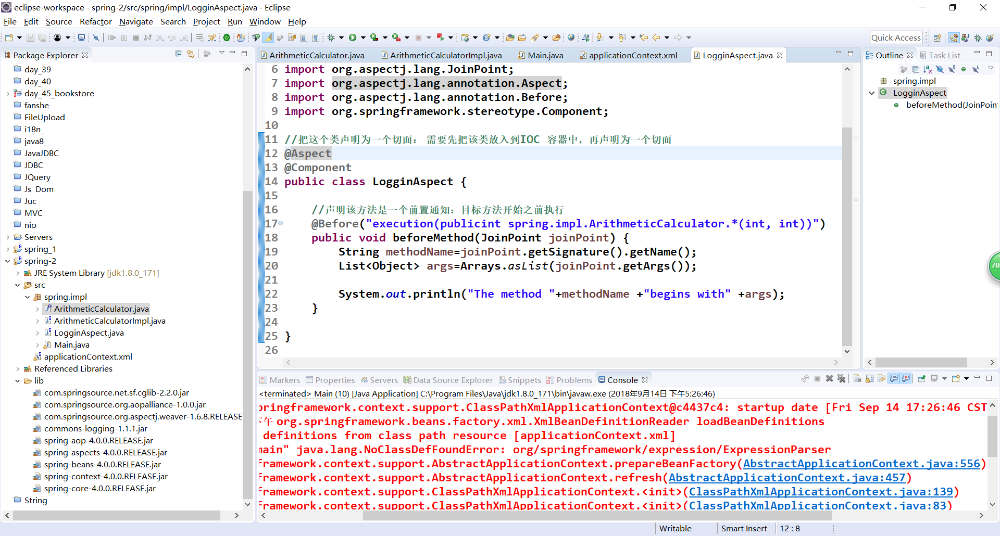 eclipse-workspace - spring-2/src/spring/impl/LogginAspect.java - Eclipse
File Edit Source Refactor Navigate Search Project Run Window Help
Quick Access
Package Explorer
day_39
day_40
day_45_bookstore
fanshe
FileUpload
i18n_
java8
JavaJDBC
JDBC
JQuery
Js Dom
Juc
MVC
nio
Servers
spring_1
spring-2
JRE System Library [jdk1.8.0_171]
src
spring.impl
ArithmeticCalculator.java
ArithmeticCalculatorImpl.java
LogginAspect.java
Main.java
applicationContext.xml
Referenced Libraries
lib
com.springsource.net.sf.cglib-2.2.0.jar
com.springsource.org.aopalliance-1.0.0.jar
com.springsource.org.aspectj.weaver-1.6.8.RELEASE
commons-logging-1.1.1.jar
spring-aop-4.0.0.RELEASE.jar
spring-aspects-4.0.0.RELEASE.jar
spring-beans-4.0.0.RELEASE.jar
spring-context-4.0.0.RELEASE.jar
spring-core-4.0.0.RELEASE.jar
String
ArithmeticCalculator.java ArithmeticCalculatorImpl.java Main.java applicationContext.xml LogginAspect.java
6 import org.aspectj.lang.JoinPoint;
7 import org.aspectj.lang.annotation.Aspect;
8 import org.aspectj.lang.annotation.Before;
9 import org.springframework.stereotype.Component;
10
11 //把这个类声明为一个切面： 需要先把该类放入到IOC 容器中，再声明为一个切面
12 @Aspect
13 @Component
14 public class LogginAspect {
15
16 //声明该方法是一个前置通知：目标方法开始之前执行
17 @Before("execution(publicint spring.impl.ArithmeticCalculator.*(int, int))")
18 public void beforeMethod(JoinPoint joinPoint) {
19 String methodName=joinPoint.getSignature().getName();
20 List<Object> args=Arrays.asList(joinPoint.getArgs());
21
22 System.out.println("The method "+methodName +"begins with" +args);
23 }
24
25 }
26
Outline Task List
spring.impl
LogginAspect
beforeMethod(JoinPoin
70
Markers Properties Servers Data Source Explorer Snippets Problems Console
<terminated> Main (10) [Java Application] C:\Program Files\Java\jdk1.8.0_171\bin\javaw.exe (2018年9月14日 下午5:26:46)
pringframework.context.support.ClassPathXmlApplicationContext@c4437c4: startup date [Fri Sep 14 17:26:46 CST
下午 org.springframework.beans.factory.xml.XmlBeanDefinitionReader loadBeanDefinitions
definitions from class path resource [applicationContext.xml]
main" java.lang.NoClassDefFoundError: org/springframework/expression/ExpressionParser
framework.context.support.AbstractApplicationContext.prepareBeanFactory(AbstractApplicationContext.java:556)
framework.context.support.AbstractApplicationContext.refresh(AbstractApplicationContext.java:457)
framework.context.support.ClassPathXmlApplicationContext.<init>(ClassPathXmlApplicationContext.java:139)
framework.context.support.ClassPathXmlApplicationContext.<init>(ClassPathXmlApplicationContext.java:83)
Writable Smart Insert 12 : 8